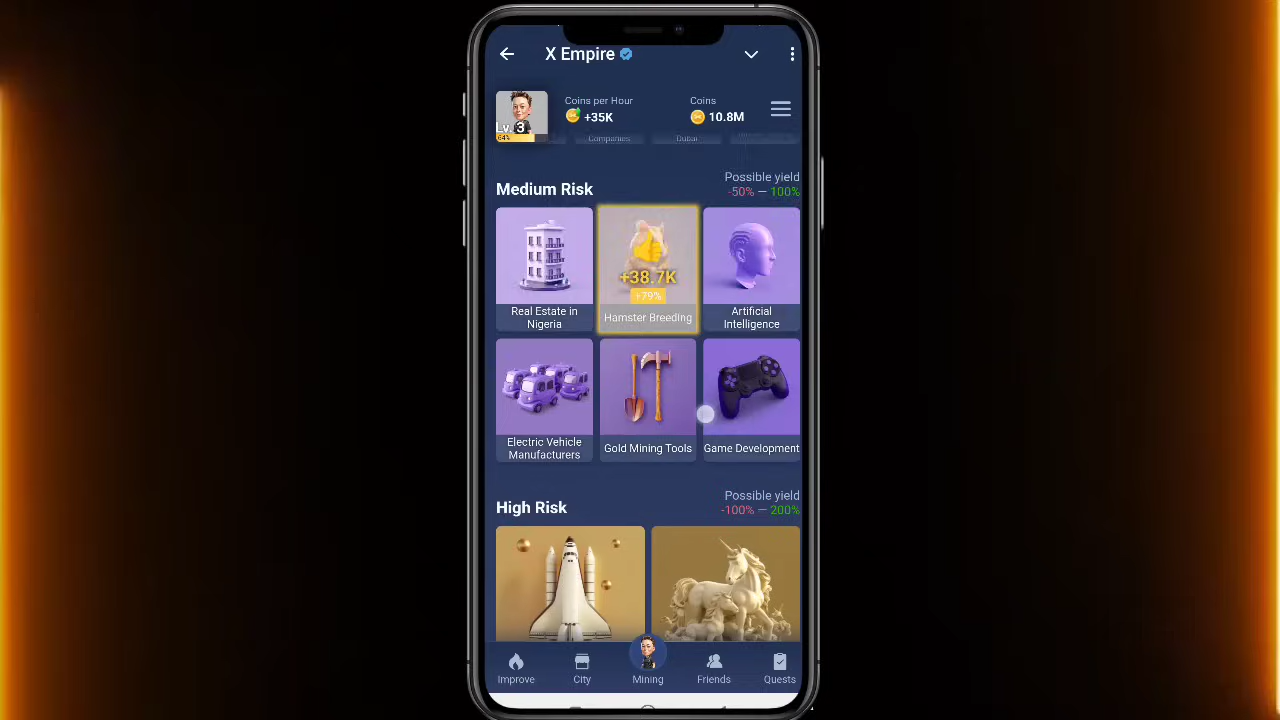 X Empire
Coins per Hour
+35K
Coins
10.8M
Lv. 3
64%
Companies
Dubai
Medium Risk
Possible yield
-50% — 100%
+38.7K
+79%
Real Estate in
Nigeria
Hamster Breeding
Artificial
Intelligence
Electric Vehicle
Manufacturers
Gold Mining Tools
Game Development
High Risk
Possible yield
-100% — 200%
Improve
City
Mining
Friends
Quests